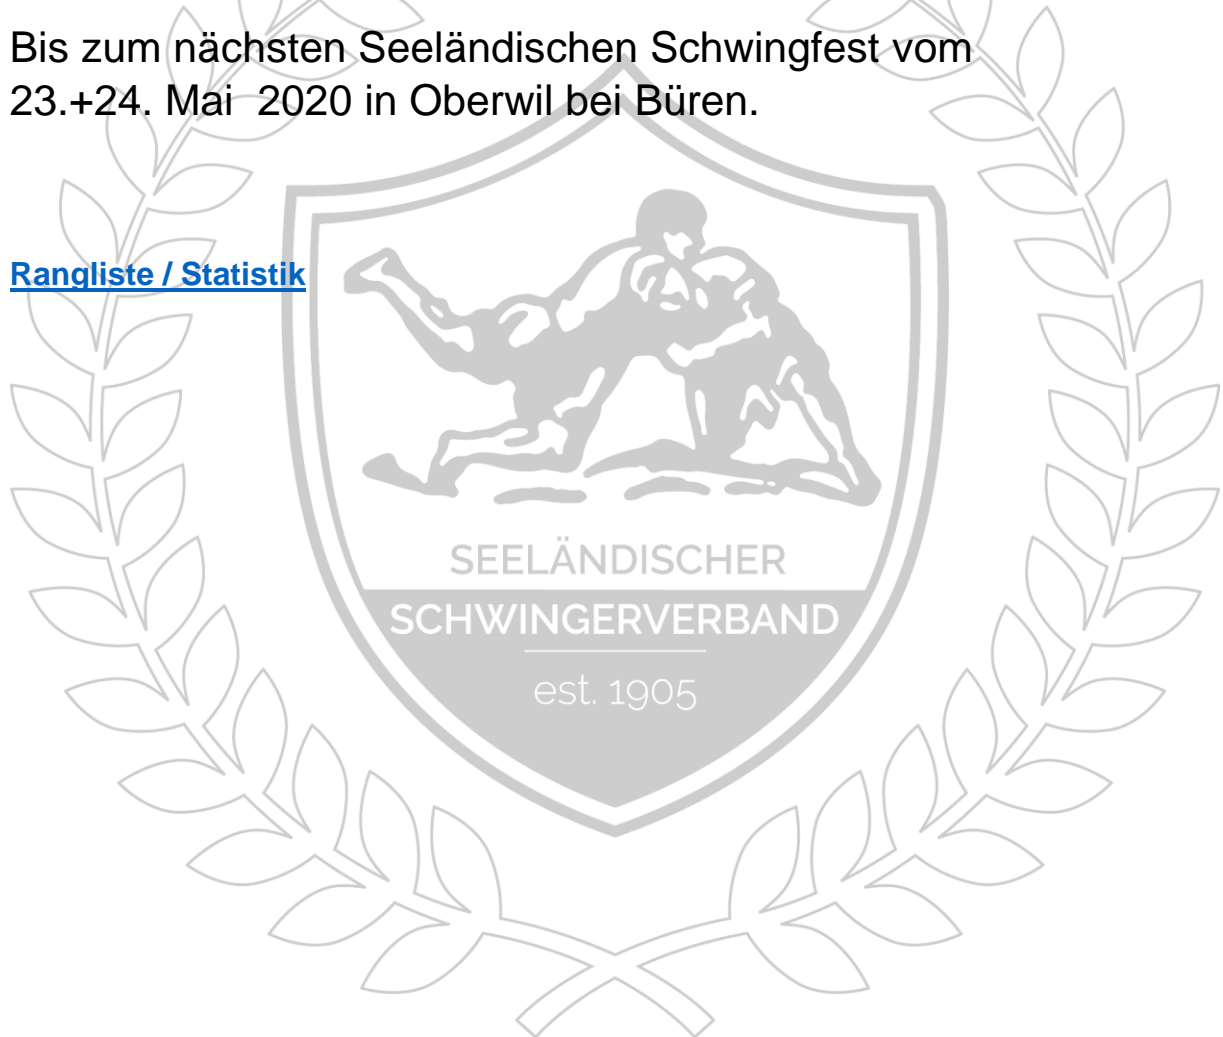 Bis zum nächsten Seeländischen Schwingfest vom
23.+24. Mai  2020 in Oberwil bei Büren.
Rangliste / Statistik
SEELÄNDISCHER
SCHWINGERVERBAND
est. 1905